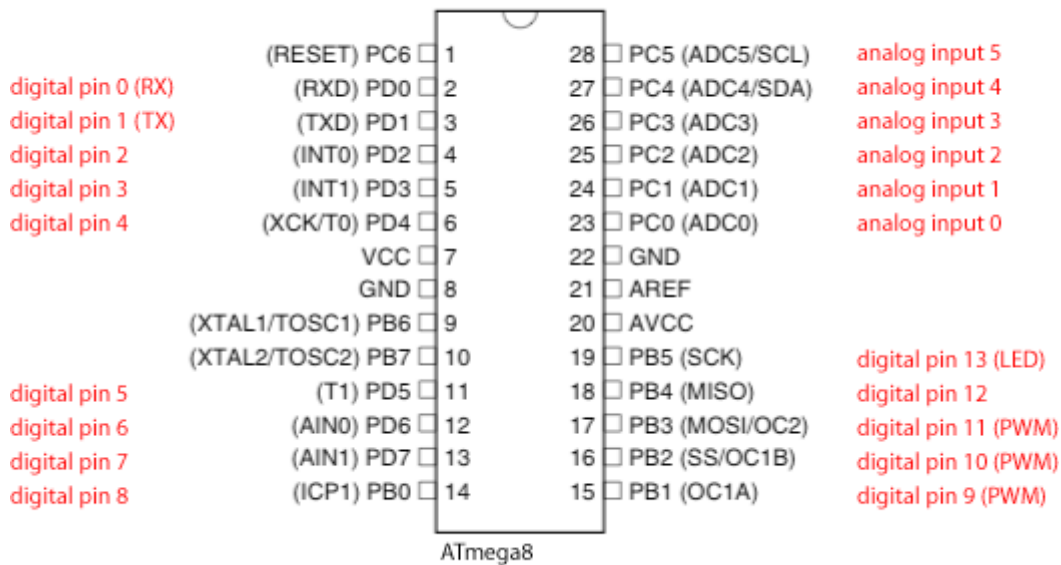 (RESET) PC6 1 28 PC5 (ADC5/SCL) analog input 5
digital pin 0 (RX) (RXD) PD0 2 27 PC4 (ADC4/SDA) analog input 4
digital pin 1 (TX) (TXD) PD1 3 26 PC3 (ADC3) analog input 3
digital pin 2 (INT0) PD2 4 25 PC2 (ADC2) analog input 2
digital pin 3 (INT1) PD3 5 24 PC1 (ADC1) analog input 1
digital pin 4 (XCK/T0) PD4 6 23 PC0 (ADC0) analog input 0
VCC 7 22 GND
GND 8 21 AREF
(XTAL1/TOSC1) PB6 9 20 AVCC
(XTAL2/TOSC2) PB7 10 19 PB5 (SCK) digital pin 13 (LED)
digital pin 5 (T1) PD5 11 18 PB4 (MISO) digital pin 12
digital pin 6 (AIN0) PD6 12 17 PB3 (MOSI/OC2) digital pin 11 (PWM)
digital pin 7 (AIN1) PD7 13 16 PB2 (SS/OC1B) digital pin 10 (PWM)
digital pin 8 (ICP1) PB0 14 15 PB1 (OC1A) digital pin 9 (PWM)
ATmega8